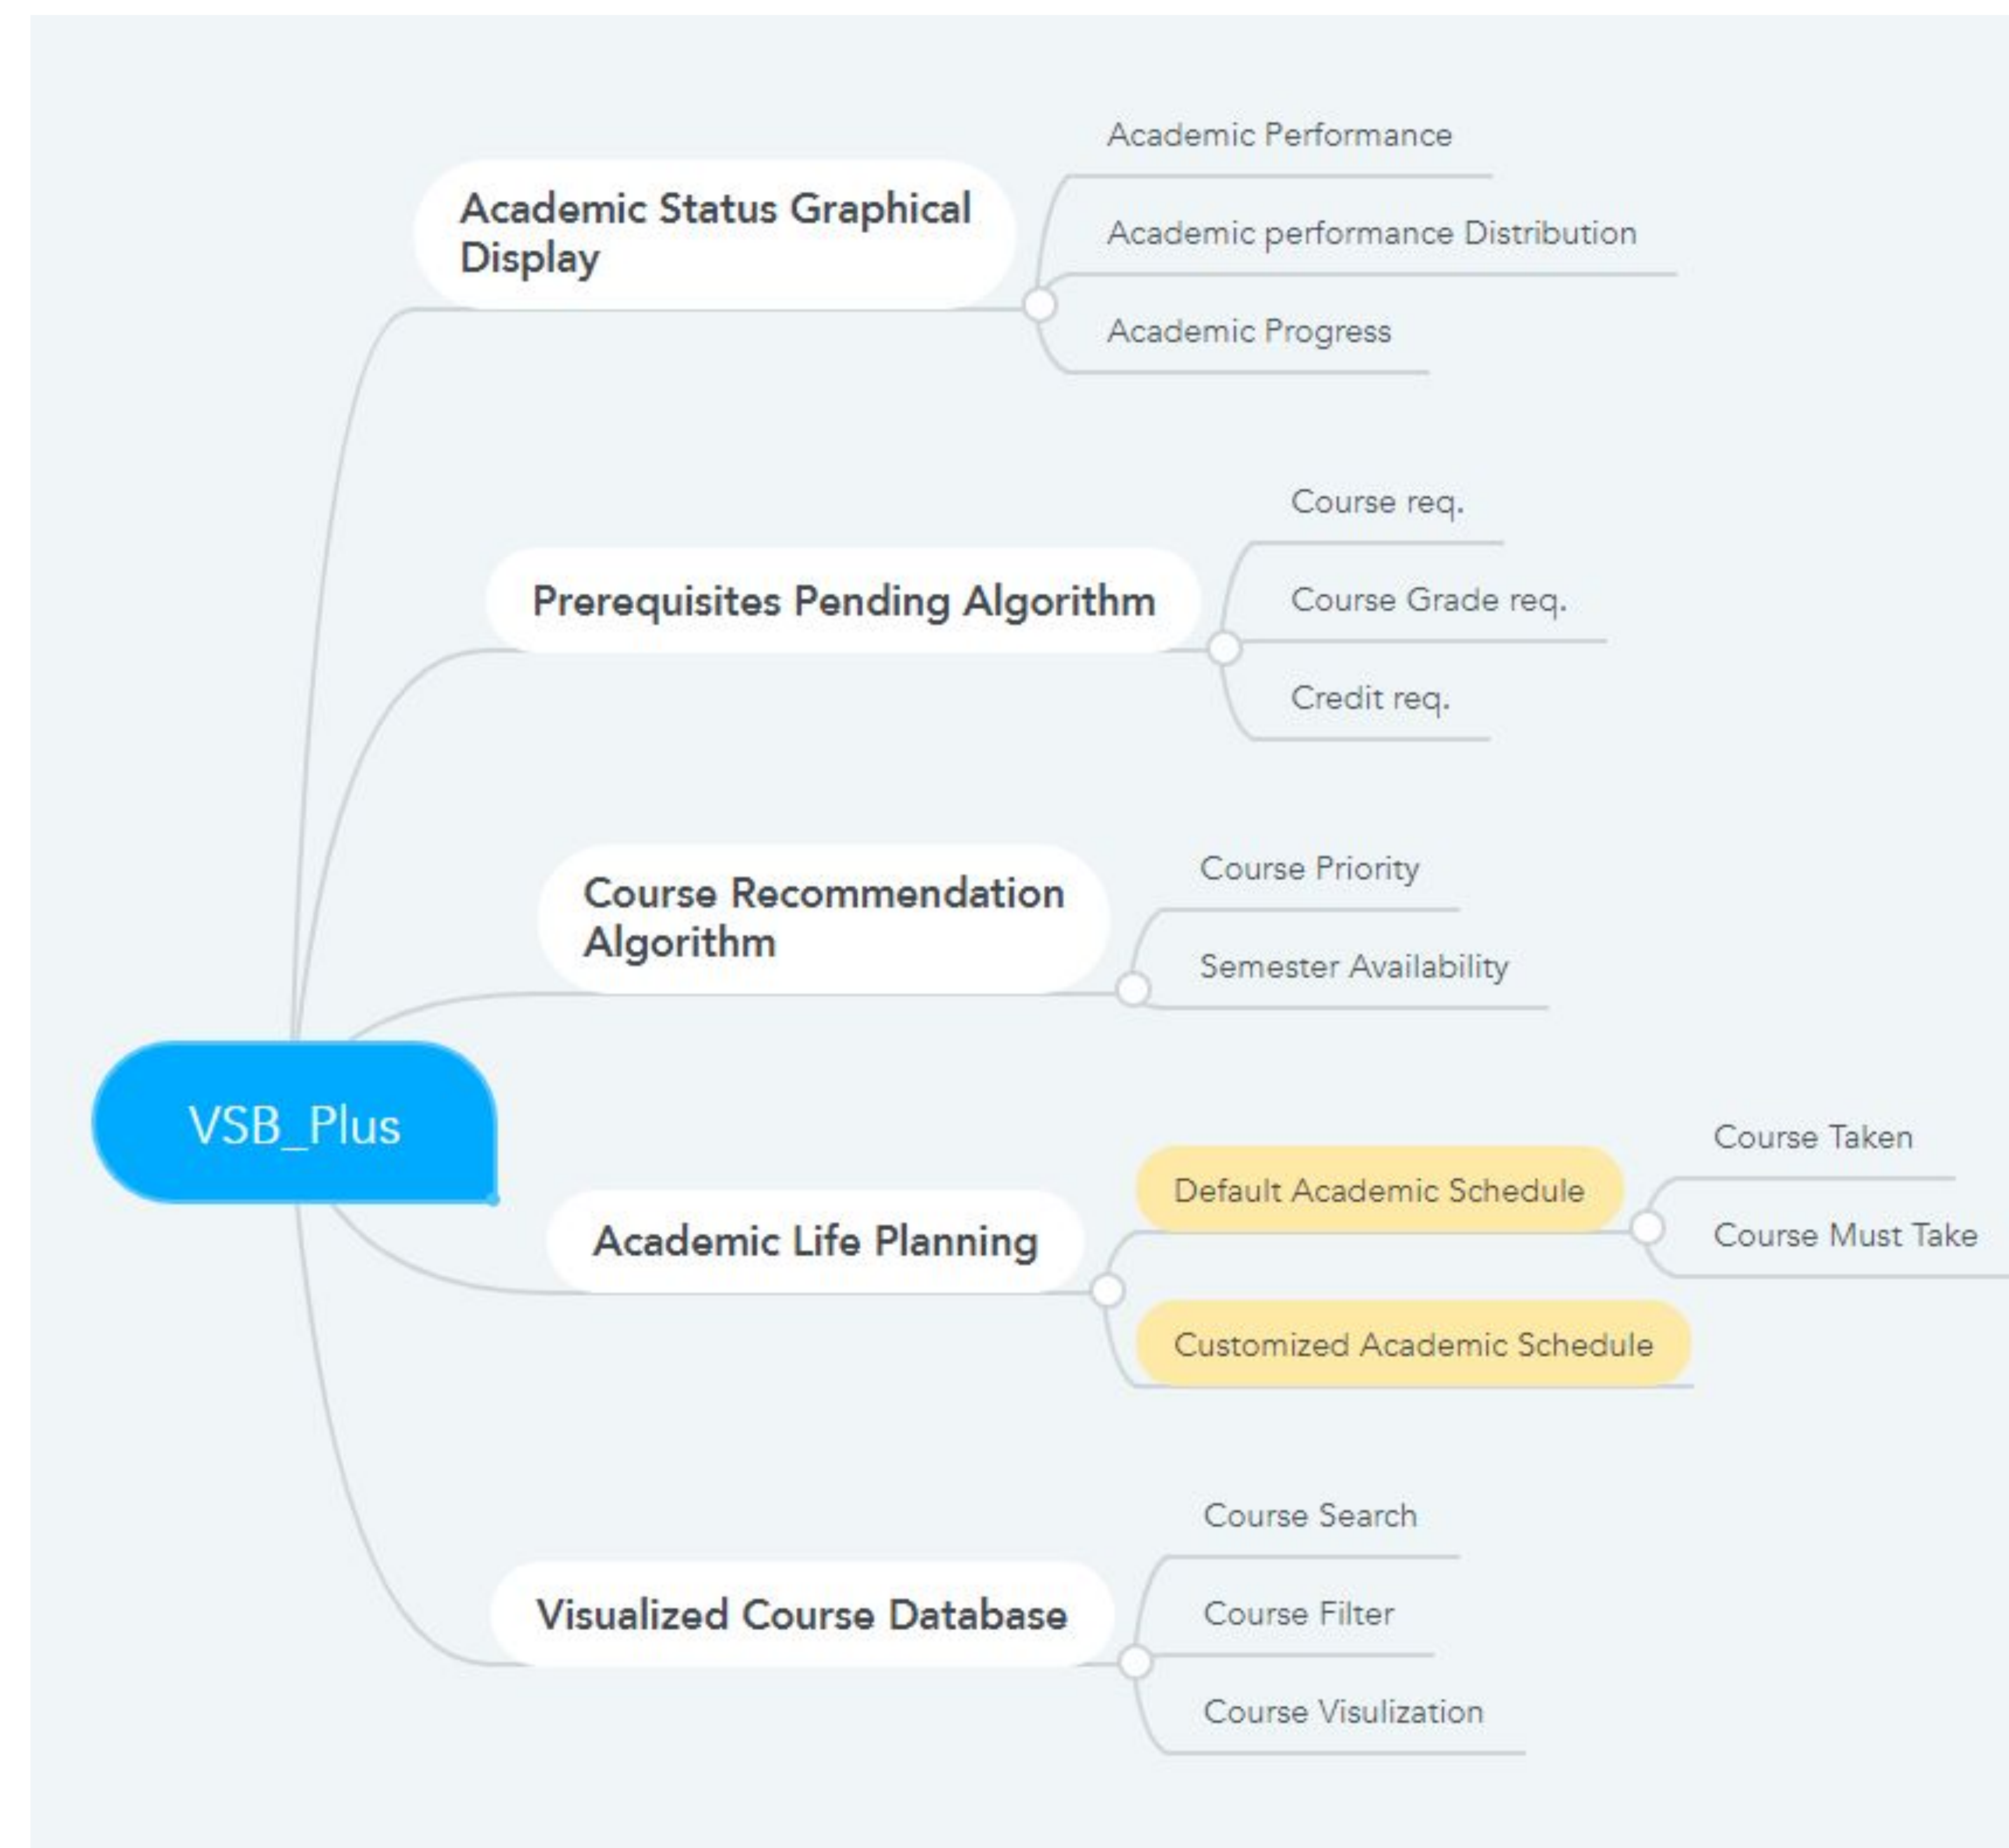 Academic Performance
Academic Status Graphical
Display
Academic performance Distribution
Academic Progress
Course req.
Prerequisites Pending Algorithm
Course Grade req.
Credit req.
Course Recommendation
Algorithm
Course Priority
Semester Availability
VSB_Plus
Academic Life Planning
Default Academic Schedule
Course Taken
Course Must Take
Customized Academic Schedule
Visualized Course Database
Course Search
Course Filter
Course Visulization